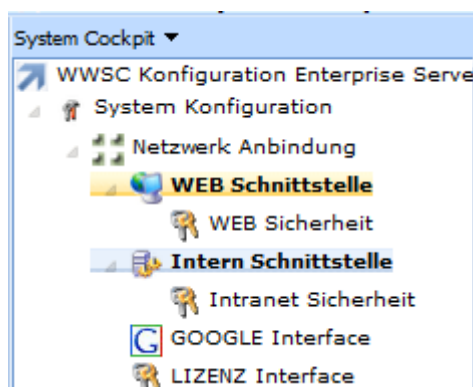 System Cockpit ▼
WWSC Konfiguration Enterprise Serve
System Konfiguration
Netzwerk Anbindung
WEB Schnittstelle
WEB Sicherheit
Intern Schnittstelle
Intranet Sicherheit
G GOOGLE Interface
LIZENZ Interface